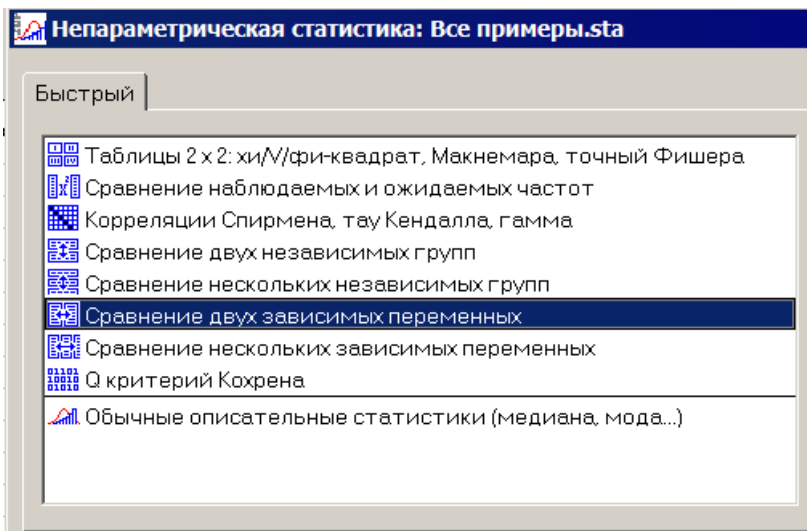 Непараметрическая статистика: Все примеры.sta
Быстрый
Таблицы 2 x 2: хи/V/фи-квадрат, Макнемара, точный Фишера
Сравнение наблюдаемых и ожидаемых частот
Корреляции Спирмена, тау Кендалла, гамма
Сравнение двух независимых групп
Сравнение нескольких независимых групп
Сравнение двух зависимых переменных
Сравнение нескольких зависимых переменных
Q критерий Кохрена
Обычные описательные статистики (медиана, мода...)